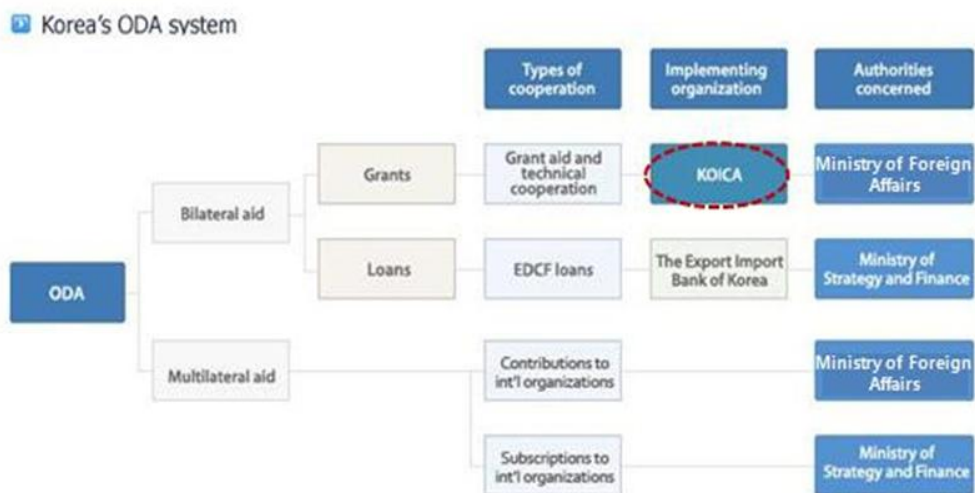 Korea's ODA system
Types of
cooperation
Implementing
organization
Authorities
concerned
Grants
Grant aid and
technical
cooperation
KOICA
Ministry of Foreign
Affairs
Bilateral aid
Loans
EDCF loans
The Export Import
Bank of Korea
Ministry of
Strategy and Finance
ODA
Multilateral aid
Contributions to
int'l organizations
Ministry of Foreign
Affairs
Subscriptions to
int'l organizations
Ministry of
Strategy and Finance